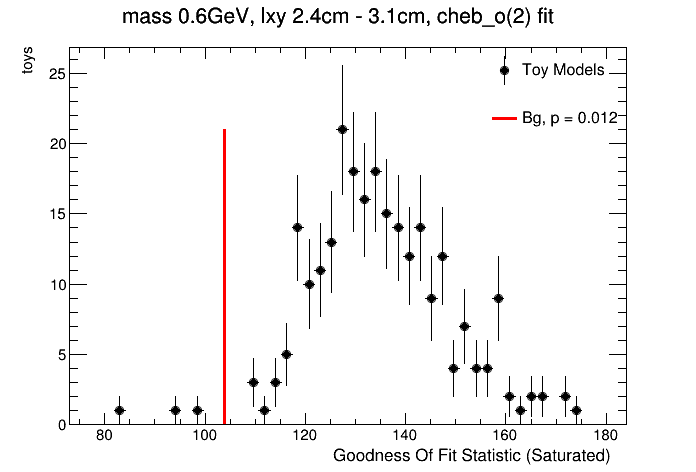 mass 0.6GeV, lxy 2.4cm - 3.1cm, cheb_o(2) fit
toys
25
20
15
10
5
0
Toy Models
Bg, p = 0.012
80 100 120 140 160 180
Goodness Of Fit Statistic (Saturated)